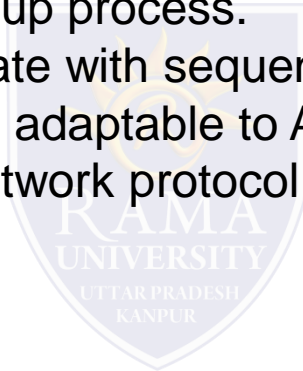 up process.
ate with sequen
adaptable to A
twork protocol
RAMA
UNIVERSITY
UTTAR PRADESH
KANPUR